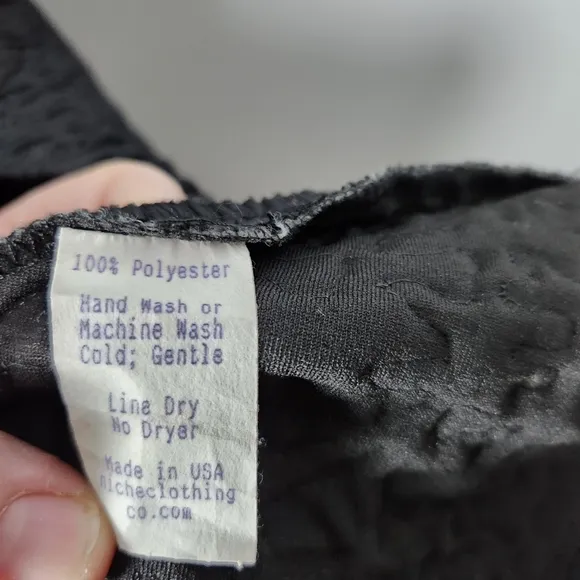 100% Polyester
Hand Wash or
Machine Wash
Cold; Gentle
Line Dry
No Dryer
Made in USA
nicheclothing
co.com